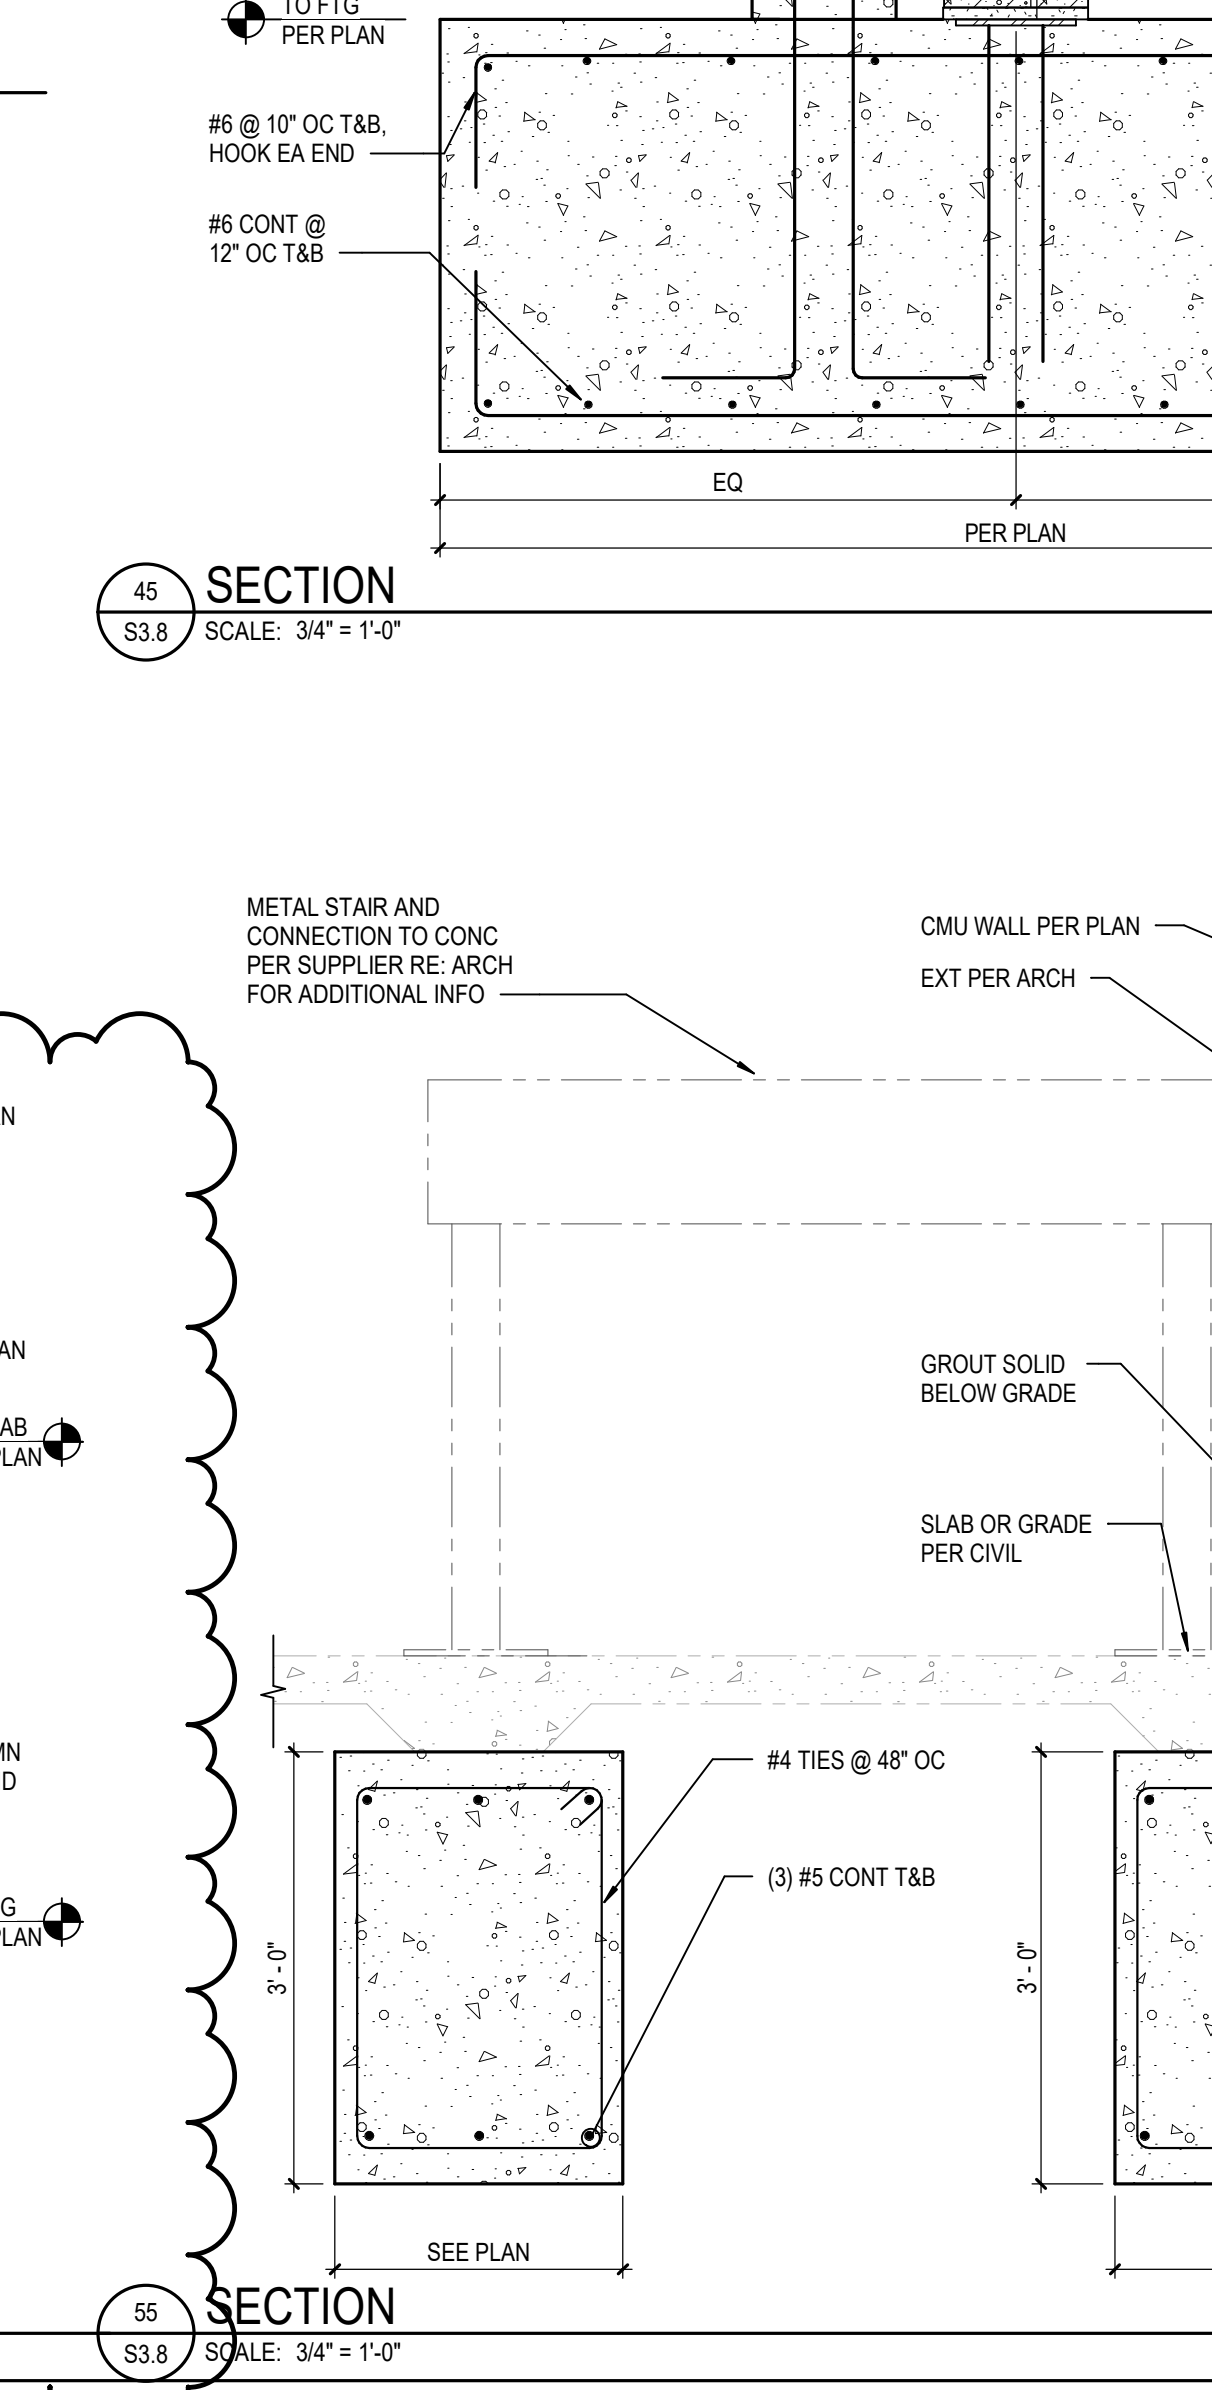 TO FTG
PER PLAN
#6 @ 10" OC T&B,
HOOK EA END
#6 CONT @
12" OC T&B
EQ
PER PLAN
45
S3.8
SECTION
SCALE: 3/4" = 1'-0"
METAL STAIR AND
CONNECTION TO CONC
PER SUPPLIER RE: ARCH
FOR ADDITIONAL INFO
CMU WALL PER PLAN
EXT PER ARCH
GROUT SOLID
BELOW GRADE
SLAB OR GRADE
PER CIVIL
#4 TIES @ 48" OC
(3) #5 CONT T&B
3' - 0"
3' - 0"
SEE PLAN
55
S3.8
SECTION
SCALE: 3/4" = 1'-0"